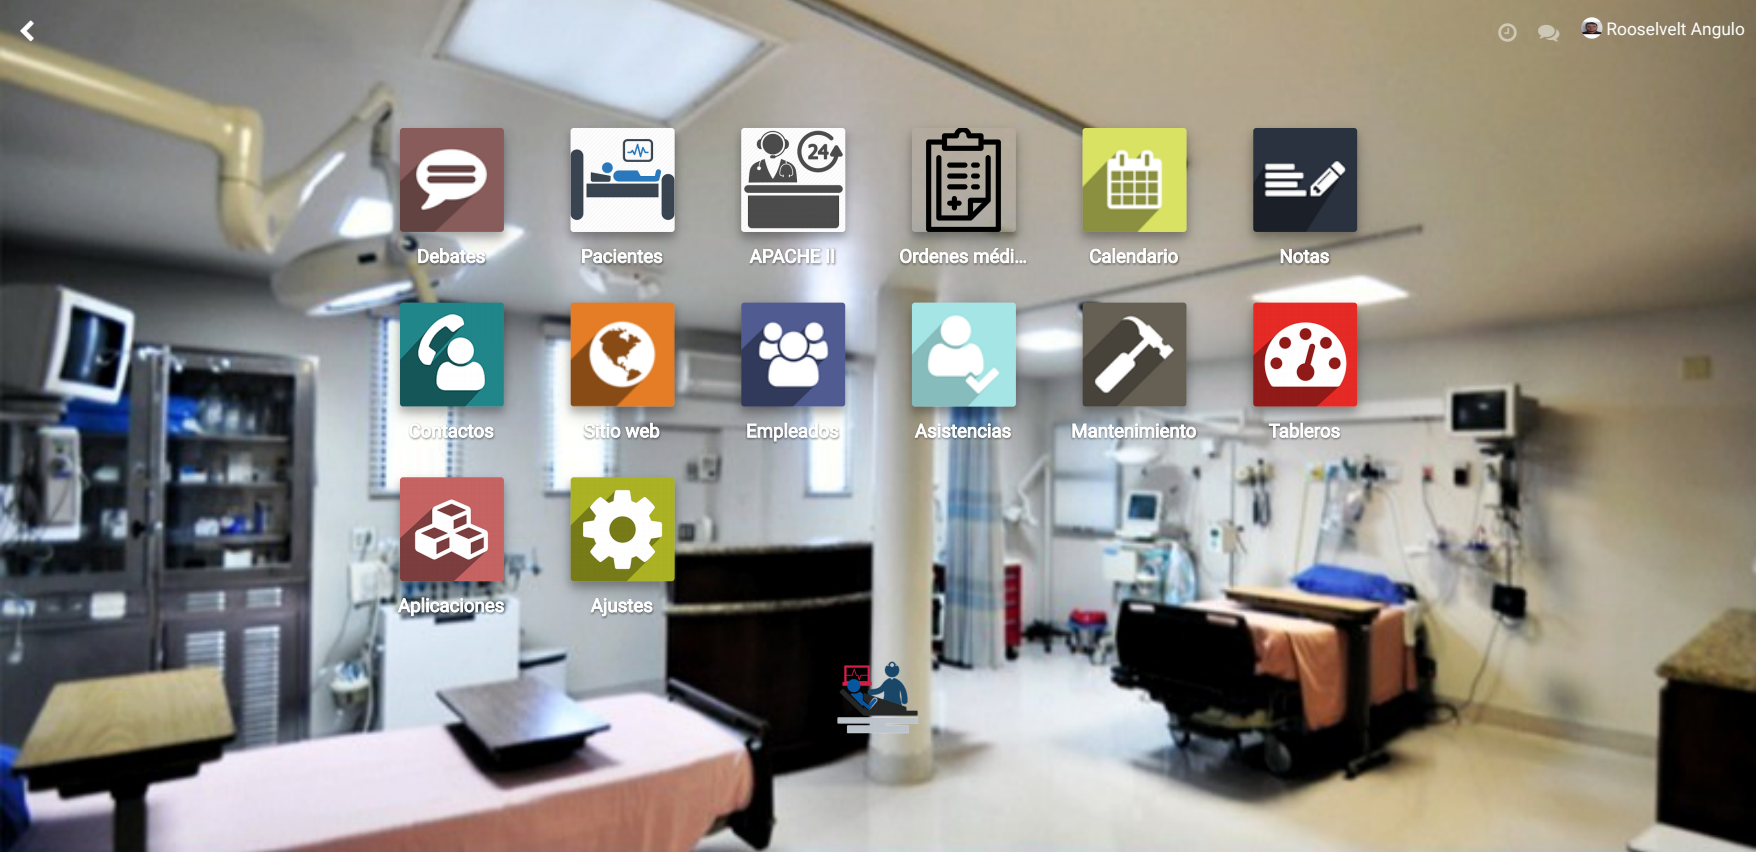 Rooselvelt Angulo
24
Debates
Pacientes
APACHE II
Ordenes médi...
Calendario
Notas
Contactos
Sitio web
Empleados
Asistencias
Mantenimiento
Tableros
Aplicaciones
Ajustes